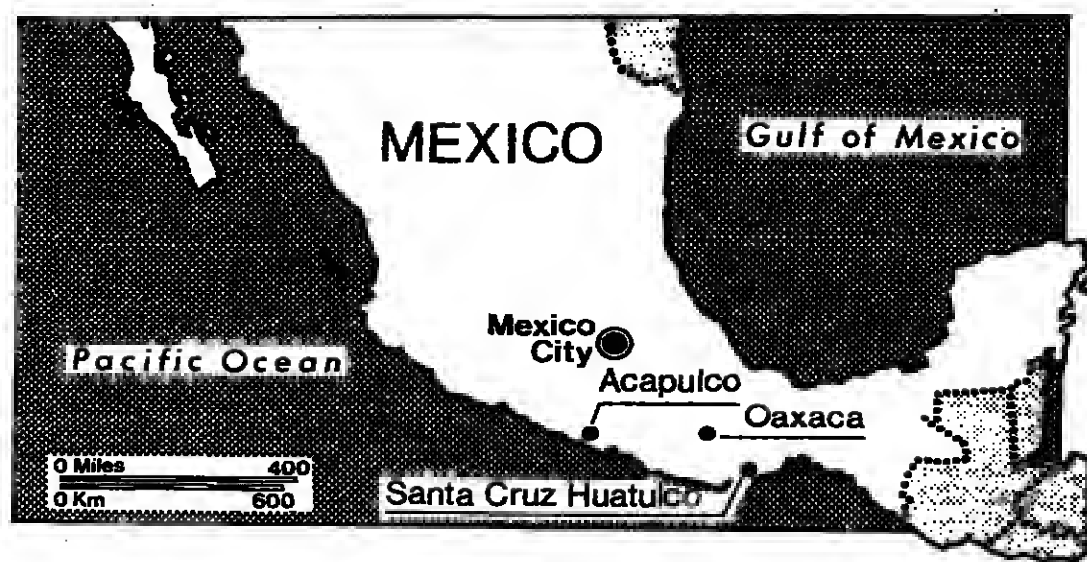 MEXICO
Gulf of Mexico
Mexico
City
Pacific Ocean
Acapulco
Oaxaca
0 Miles 400
0 Km 600
Santa Cruz Huatulco